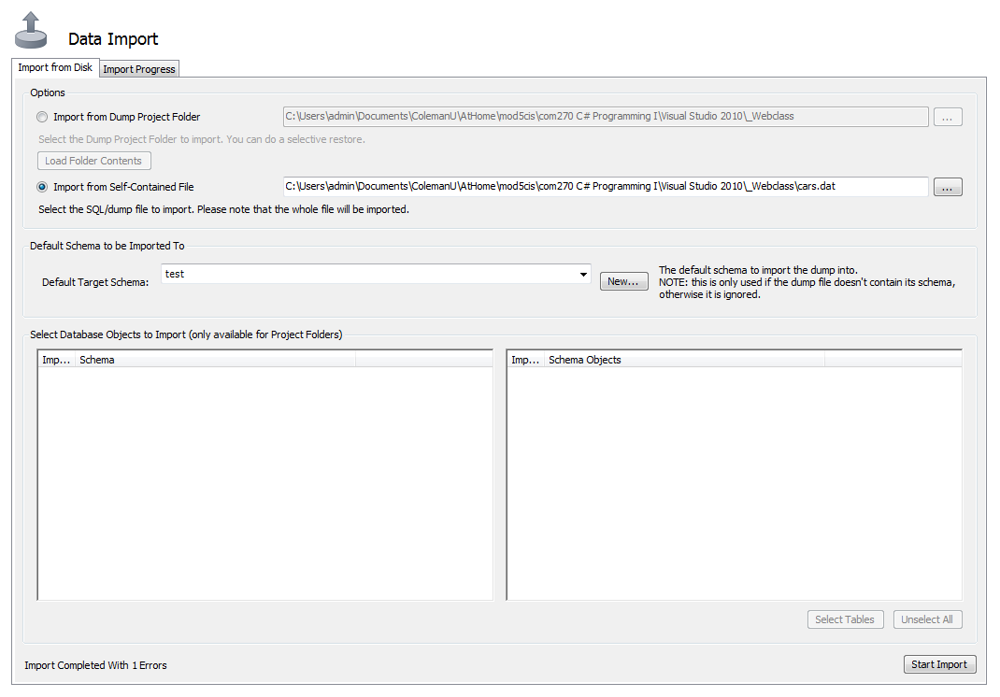 Data Import
Import from Disk
Import Progress
Options
Import from Dump Project Folder
C:\Users\admin\Documents\ColemanU\AtHome\mod5cis\com270 C# Programming I\Visual Studio 2010\_Webclass
...
Select the Dump Project Folder to import. You can do a selective restore.
Load Folder Contents
Import from Self-Contained File
C:\Users\admin\Documents\ColemanU\AtHome\mod5cis\com270 C# Programming I\Visual Studio 2010\_Webclass\cars.dat
...
Select the SQL/dump file to import. Please note that the whole file will be imported.
Default Schema to be Imported To
Default Target Schema:
test
New...
The default schema to import the dump into.
NOTE: this is only used if the dump file doesn't contain its schema,
otherwise it is ignored.
Select Database Objects to Import (only available for Project Folders)
Imp... Schema
Imp... Schema Objects
Select Tables
Unselect All
Import Completed With 1 Errors
Start Import